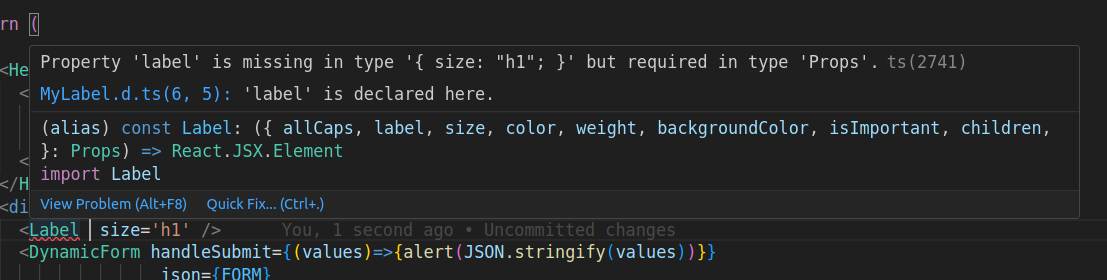 rn (
Property 'label' is missing in type '{ size: "h1"; }' but required in type 'Props'. ts(2741)
<He
MyLabel.d.ts(6, 5): 'label' is declared here.
<
(alias) const Label: ({ allCaps, label, size, color, weight, backgroundColor, isImportant, children,
}: Props) => React.JSX.Element
<
import Label
</H
View Problem (Alt+F8) Quick Fix... (Ctrl+.)
<di
<Label size='h1' /> You, 1 second ago • Uncommitted changes
<DynamicForm handleSubmit={(values)=>{alert(JSON.stringify(values))}}
json={FORM}